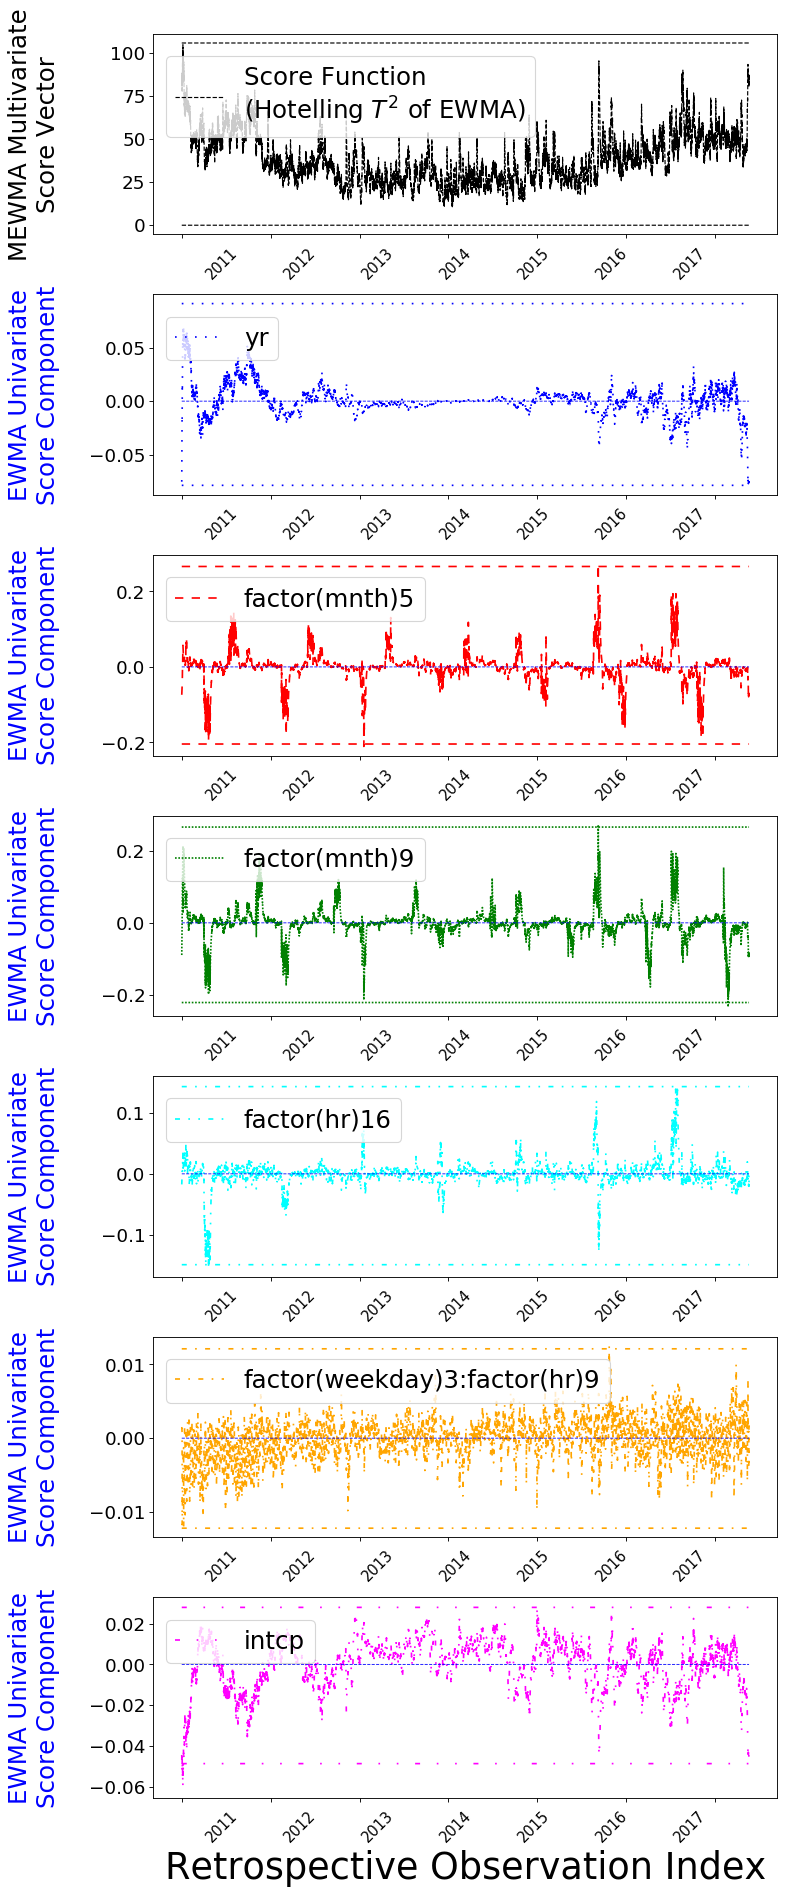 MEWMA Multivariate
Score Vector
100
75
50
25
0
Score Function
(Hotelling T² of EWMA)
2011 2012 2013 2014 2015 2016 2017
EWMA Univariate
Score Component
0.05
0.00
−0.05
yr
2011 2012 2013 2014 2015 2016 2017
EWMA Univariate
Score Component
0.2
0.0
−0.2
factor(mnth)5
2011 2012 2013 2014 2015 2016 2017
EWMA Univariate
Score Component
0.2
0.0
−0.2
factor(mnth)9
2011 2012 2013 2014 2015 2016 2017
EWMA Univariate
Score Component
0.1
0.0
−0.1
factor(hr)16
2011 2012 2013 2014 2015 2016 2017
EWMA Univariate
Score Component
0.01
0.00
−0.01
factor(weekday)3:factor(hr)9
2011 2012 2013 2014 2015 2016 2017
EWMA Univariate
Score Component
0.02
0.00
−0.02
−0.04
−0.06
intcp
2011 2012 2013 2014 2015 2016 2017
Retrospective Observation Index